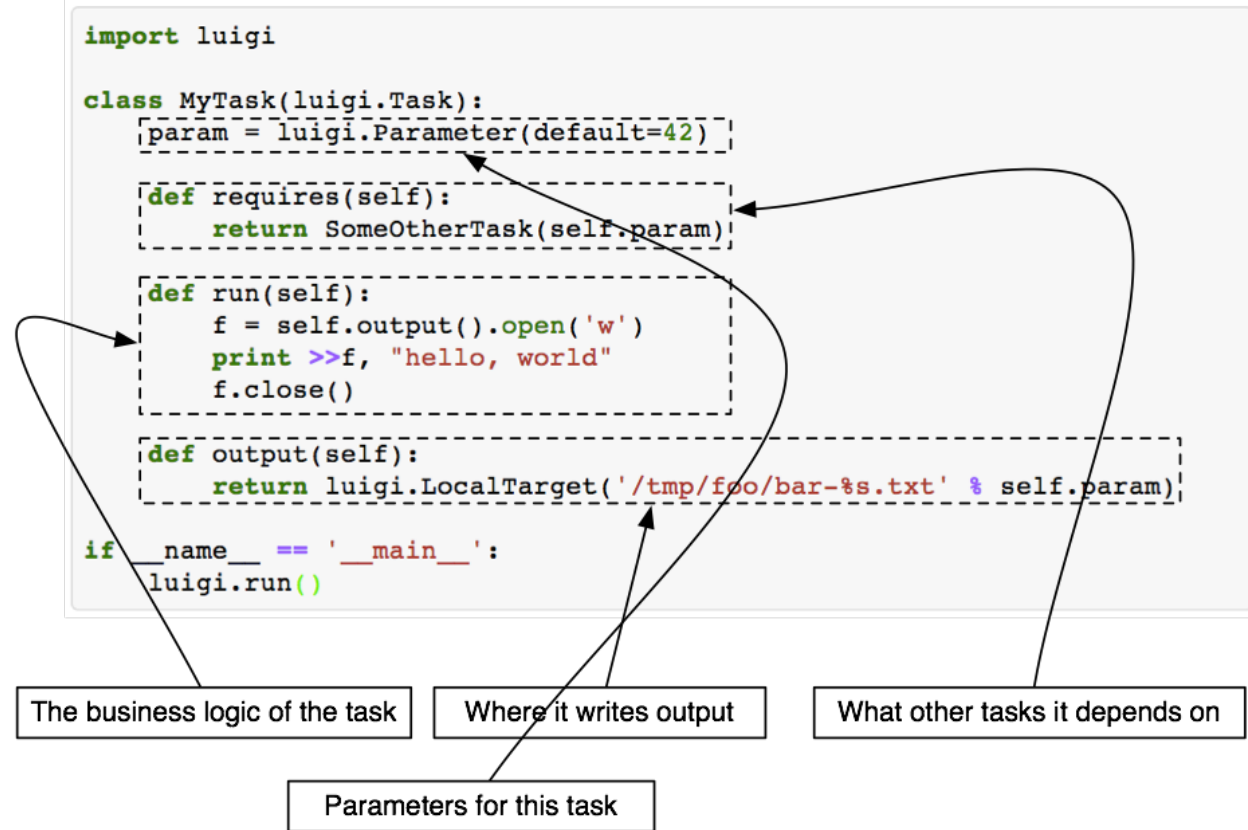 import luigi
class MyTask(luigi.Task):
param = luigi.Parameter(default=42)
def requires(self):
return SomeOtherTask(self.param)
def run(self):
f = self.output().open('w')
print >>f, "hello, world"
f.close()
def output(self):
return luigi.LocalTarget('/tmp/foo/bar-%s.txt' % self.param)
if __name__ == '__main__':
luigi.run()
The business logic of the task
Where it writes output
What other tasks it depends on
Parameters for this task